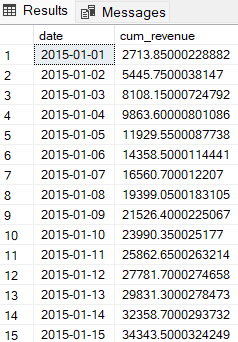 Results Messages
date cum_revenue
1 2015-01-01 2713.85000228882
2 2015-01-02 5445.7500038147
3 2015-01-03 8108.15000724792
4 2015-01-04 9863.60000801086
5 2015-01-05 11929.5500087738
6 2015-01-06 14358.5000114441
7 2015-01-07 16560.700012207
8 2015-01-08 19399.0500183105
9 2015-01-09 21526.4000225067
10 2015-01-10 23990.350025177
11 2015-01-11 25862.6500263214
12 2015-01-12 27781.7000274658
13 2015-01-13 29831.3000278473
14 2015-01-14 32358.7000293732
15 2015-01-15 34343.5000324249